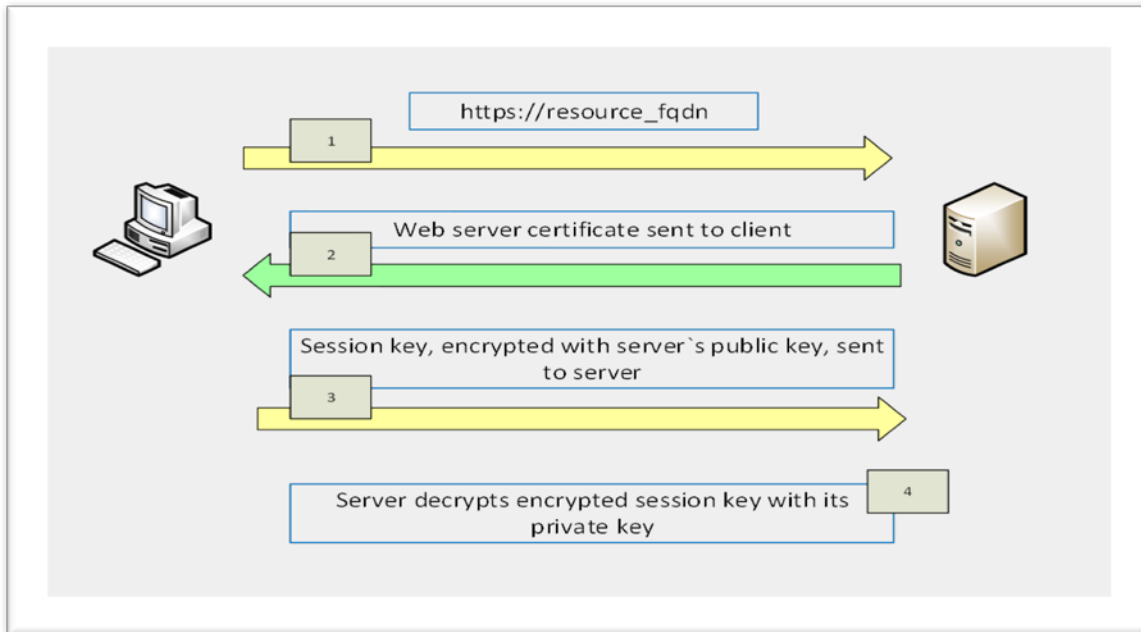 https://resource_fqdn
1
Web server certificate sent to client
2
Session key, encrypted with server`s public key, sent
to server
3
Server decrypts encrypted session key with its
private key
4